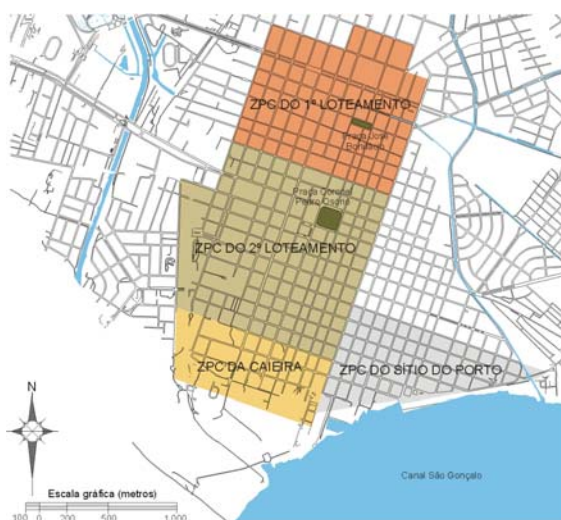 ZPC DO 1º LOTEAMENTO
Praça José
Bonifácio
Praça Coronel
Pedro Osório
ZPC DO 2º LOTEAMENTO
ZPC DA CAIEIRA
ZPC DO SÍTIO DO PORTO
N
Canal São Gonçalo
Escala gráfica (metros)
100 0 200 500 1.000